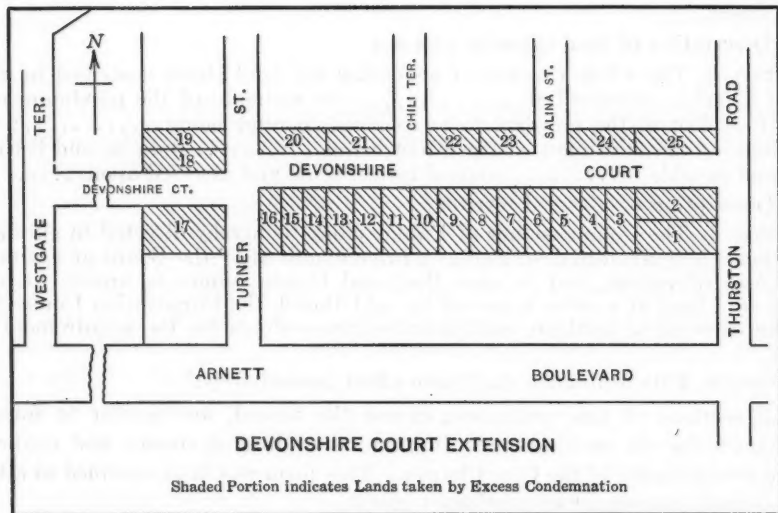 N
WESTGATE TER.
TURNER ST.
CHILI TER.
SALINA ST.
THURSTON ROAD
19
18
20 21 22 23 24 25
DEVONSHIRE COURT
DEVONSHIRE CT.
17
16 15 14 13 12 11 10 9 8 7 6 5 4 3 2
1
ARNETT BOULEVARD
DEVONSHIRE COURT EXTENSION
Shaded Portion indicates Lands taken by Excess Condemnation